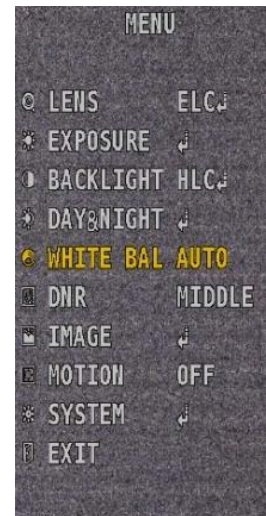 MENU
LENS ELC↲
EXPOSURE ↲
BACKLIGHT HLC↲
DAY&NIGHT ↲
WHITE BAL AUTO
DNR MIDDLE
IMAGE ↲
MOTION OFF
SYSTEM ↲
EXIT